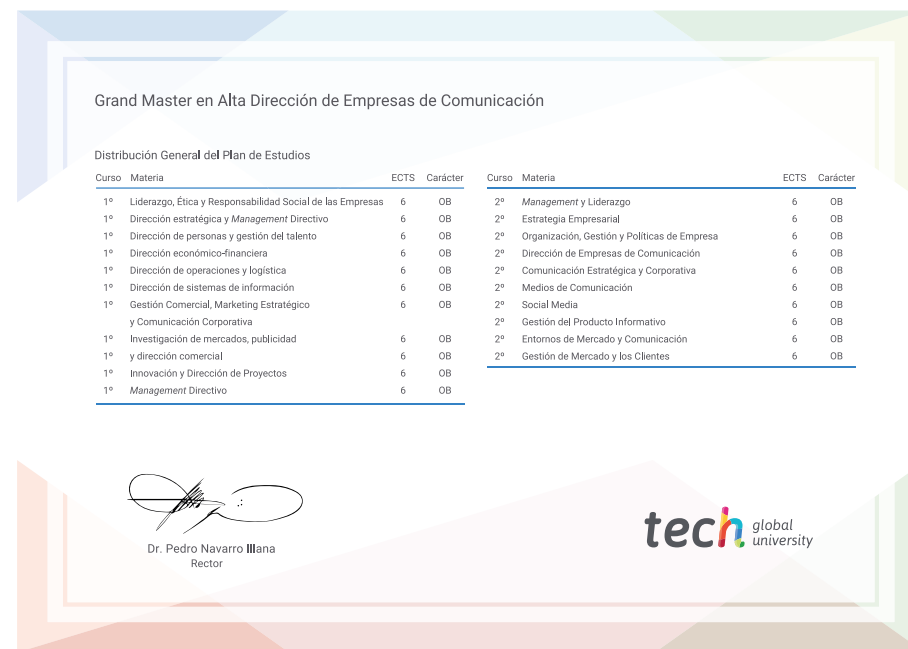 Grand Master en Alta Dirección de Empresas de Comunicación
Distribución General del Plan de Estudios
Curso Materia ECTS Carácter
1º Liderazgo, Ética y Responsabilidad Social de las Empresas 6 OB
1º Dirección estratégica y Management Directivo 6 OB
1º Dirección de personas y gestión del talento 6 OB
1º Dirección económico-financiera 6 OB
1º Dirección de operaciones y logística 6 OB
1º Dirección de sistemas de información 6 OB
1º Gestión Comercial, Marketing Estratégico 6 OB
y Comunicación Corporativa
1º Investigación de mercados, publicidad 6 OB
1º y dirección comercial 6 OB
1º Innovación y Dirección de Proyectos 6 OB
1º Management Directivo 6 OB
Curso Materia ECTS Carácter
2º Management y Liderazgo 6 OB
2º Estrategia Empresarial 6 OB
2º Organización, Gestión y Políticas de Empresa 6 OB
2º Dirección de Empresas de Comunicación 6 OB
2º Comunicación Estratégica y Corporativa 6 OB
2º Medios de Comunicación 6 OB
2º Social Media 6 OB
2º Gestión del Producto Informativo 6 OB
2º Entornos de Mercado y Comunicación 6 OB
2º Gestión de Mercado y los Clientes 6 OB
Dr. Pedro Navarro Illana
Rector
tech global
university